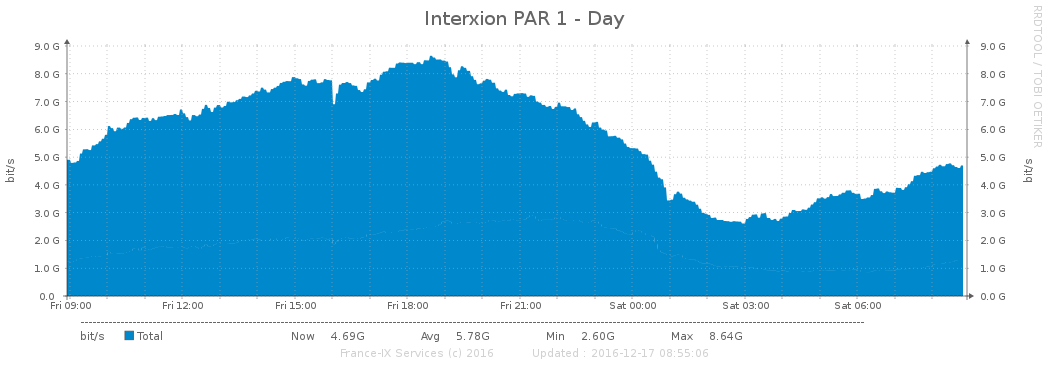 Interxion PAR 1 - Day
RRDTOOL / TOBI OETIKER
bit/s
9.0 G
8.0 G
7.0 G
6.0 G
5.0 G
4.0 G
3.0 G
2.0 G
1.0 G
0.0
9.0 G
8.0 G
7.0 G
6.0 G
5.0 G
4.0 G
3.0 G
2.0 G
1.0 G
0.0 G
bit/s
Fri 09:00 Fri 12:00 Fri 15:00 Fri 18:00 Fri 21:00 Sat 00:00 Sat 03:00 Sat 06:00
bit/s Total Now 4.69G Avg 5.78G Min 2.60G Max 8.64G
France-IX Services (c) 2016 Updated : 2016-12-17 08:55:06